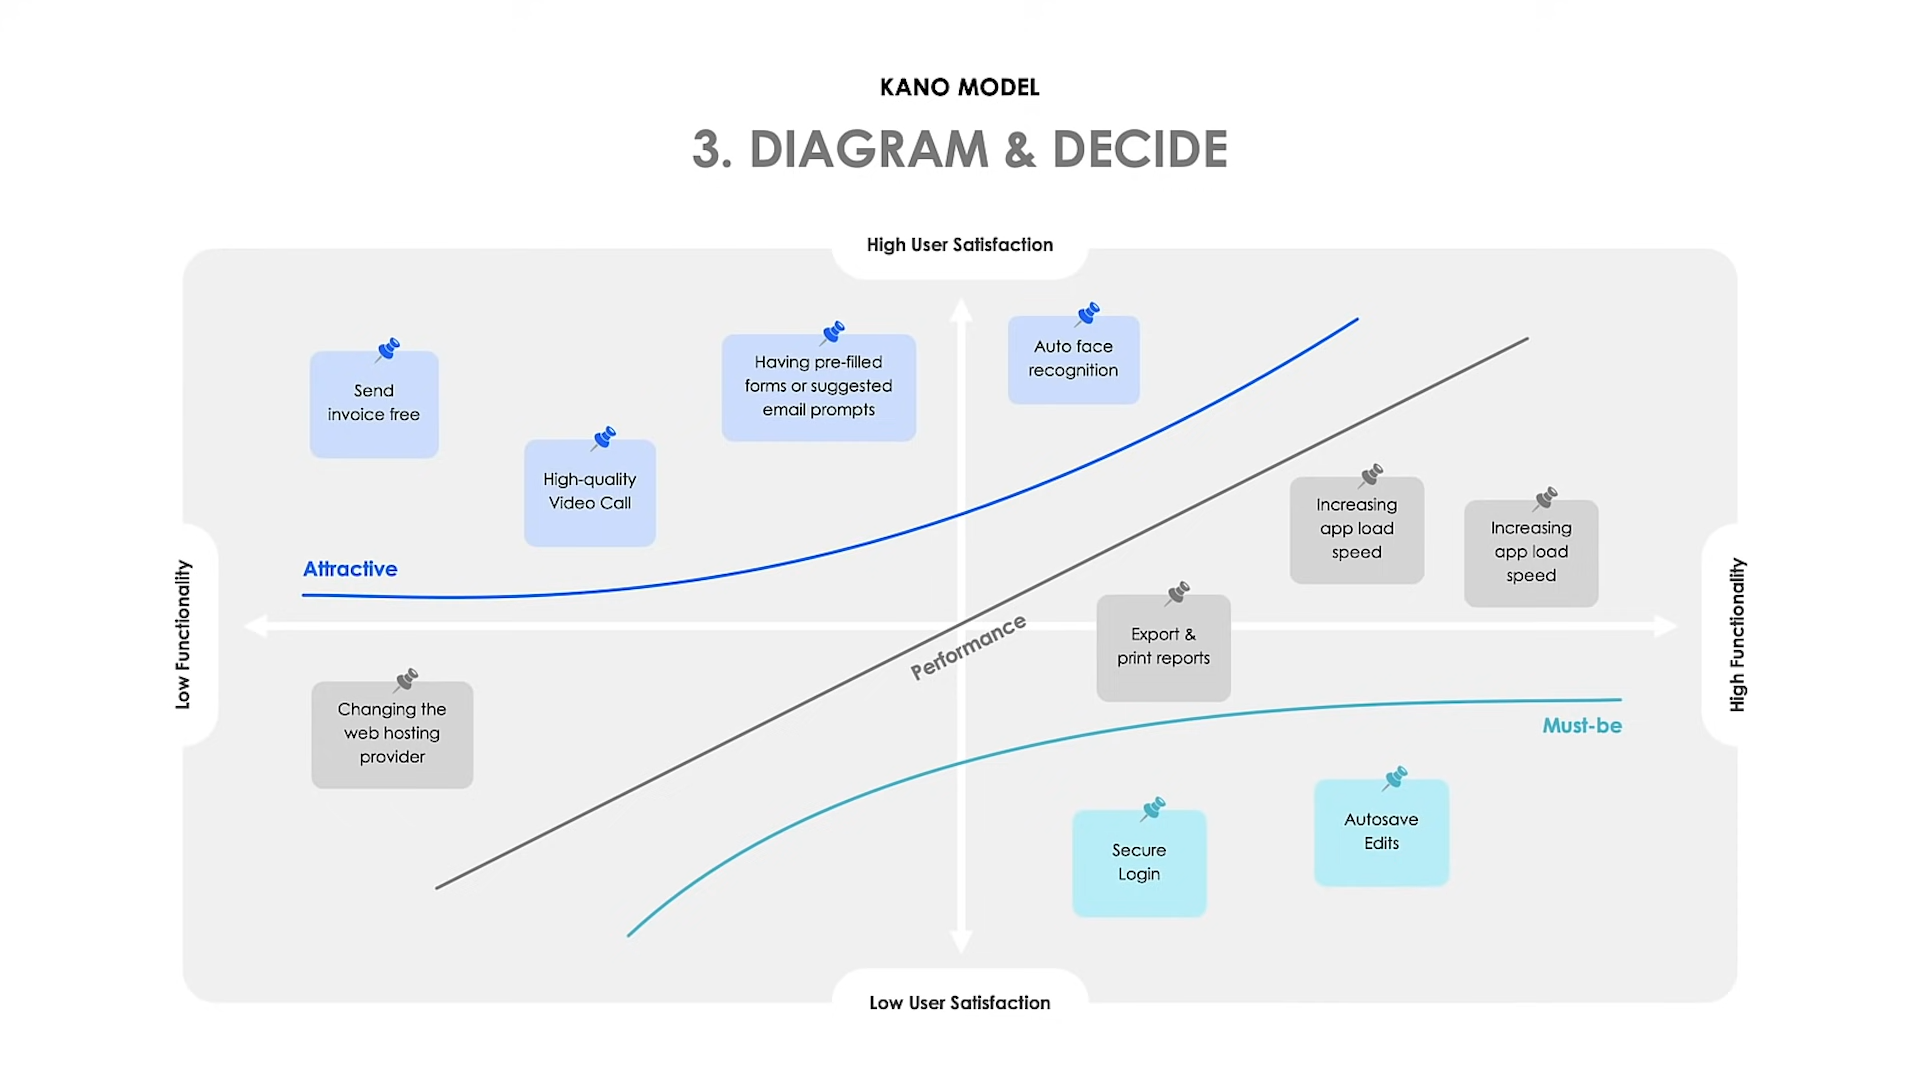 KANO MODEL
3. DIAGRAM & DECIDE
High User Satisfaction
Auto face
recognition
Having pre-filled
forms or suggested
email prompts
Send
invoice free
High-quality
Video Call
Increasing
app load
speed
Increasing
app load
speed
Attractive
Low Functionality
High Functionality
Performance
Export &
print reports
Changing the
web hosting
provider
Must-be
Secure
Login
Autosave
Edits
Low User Satisfaction